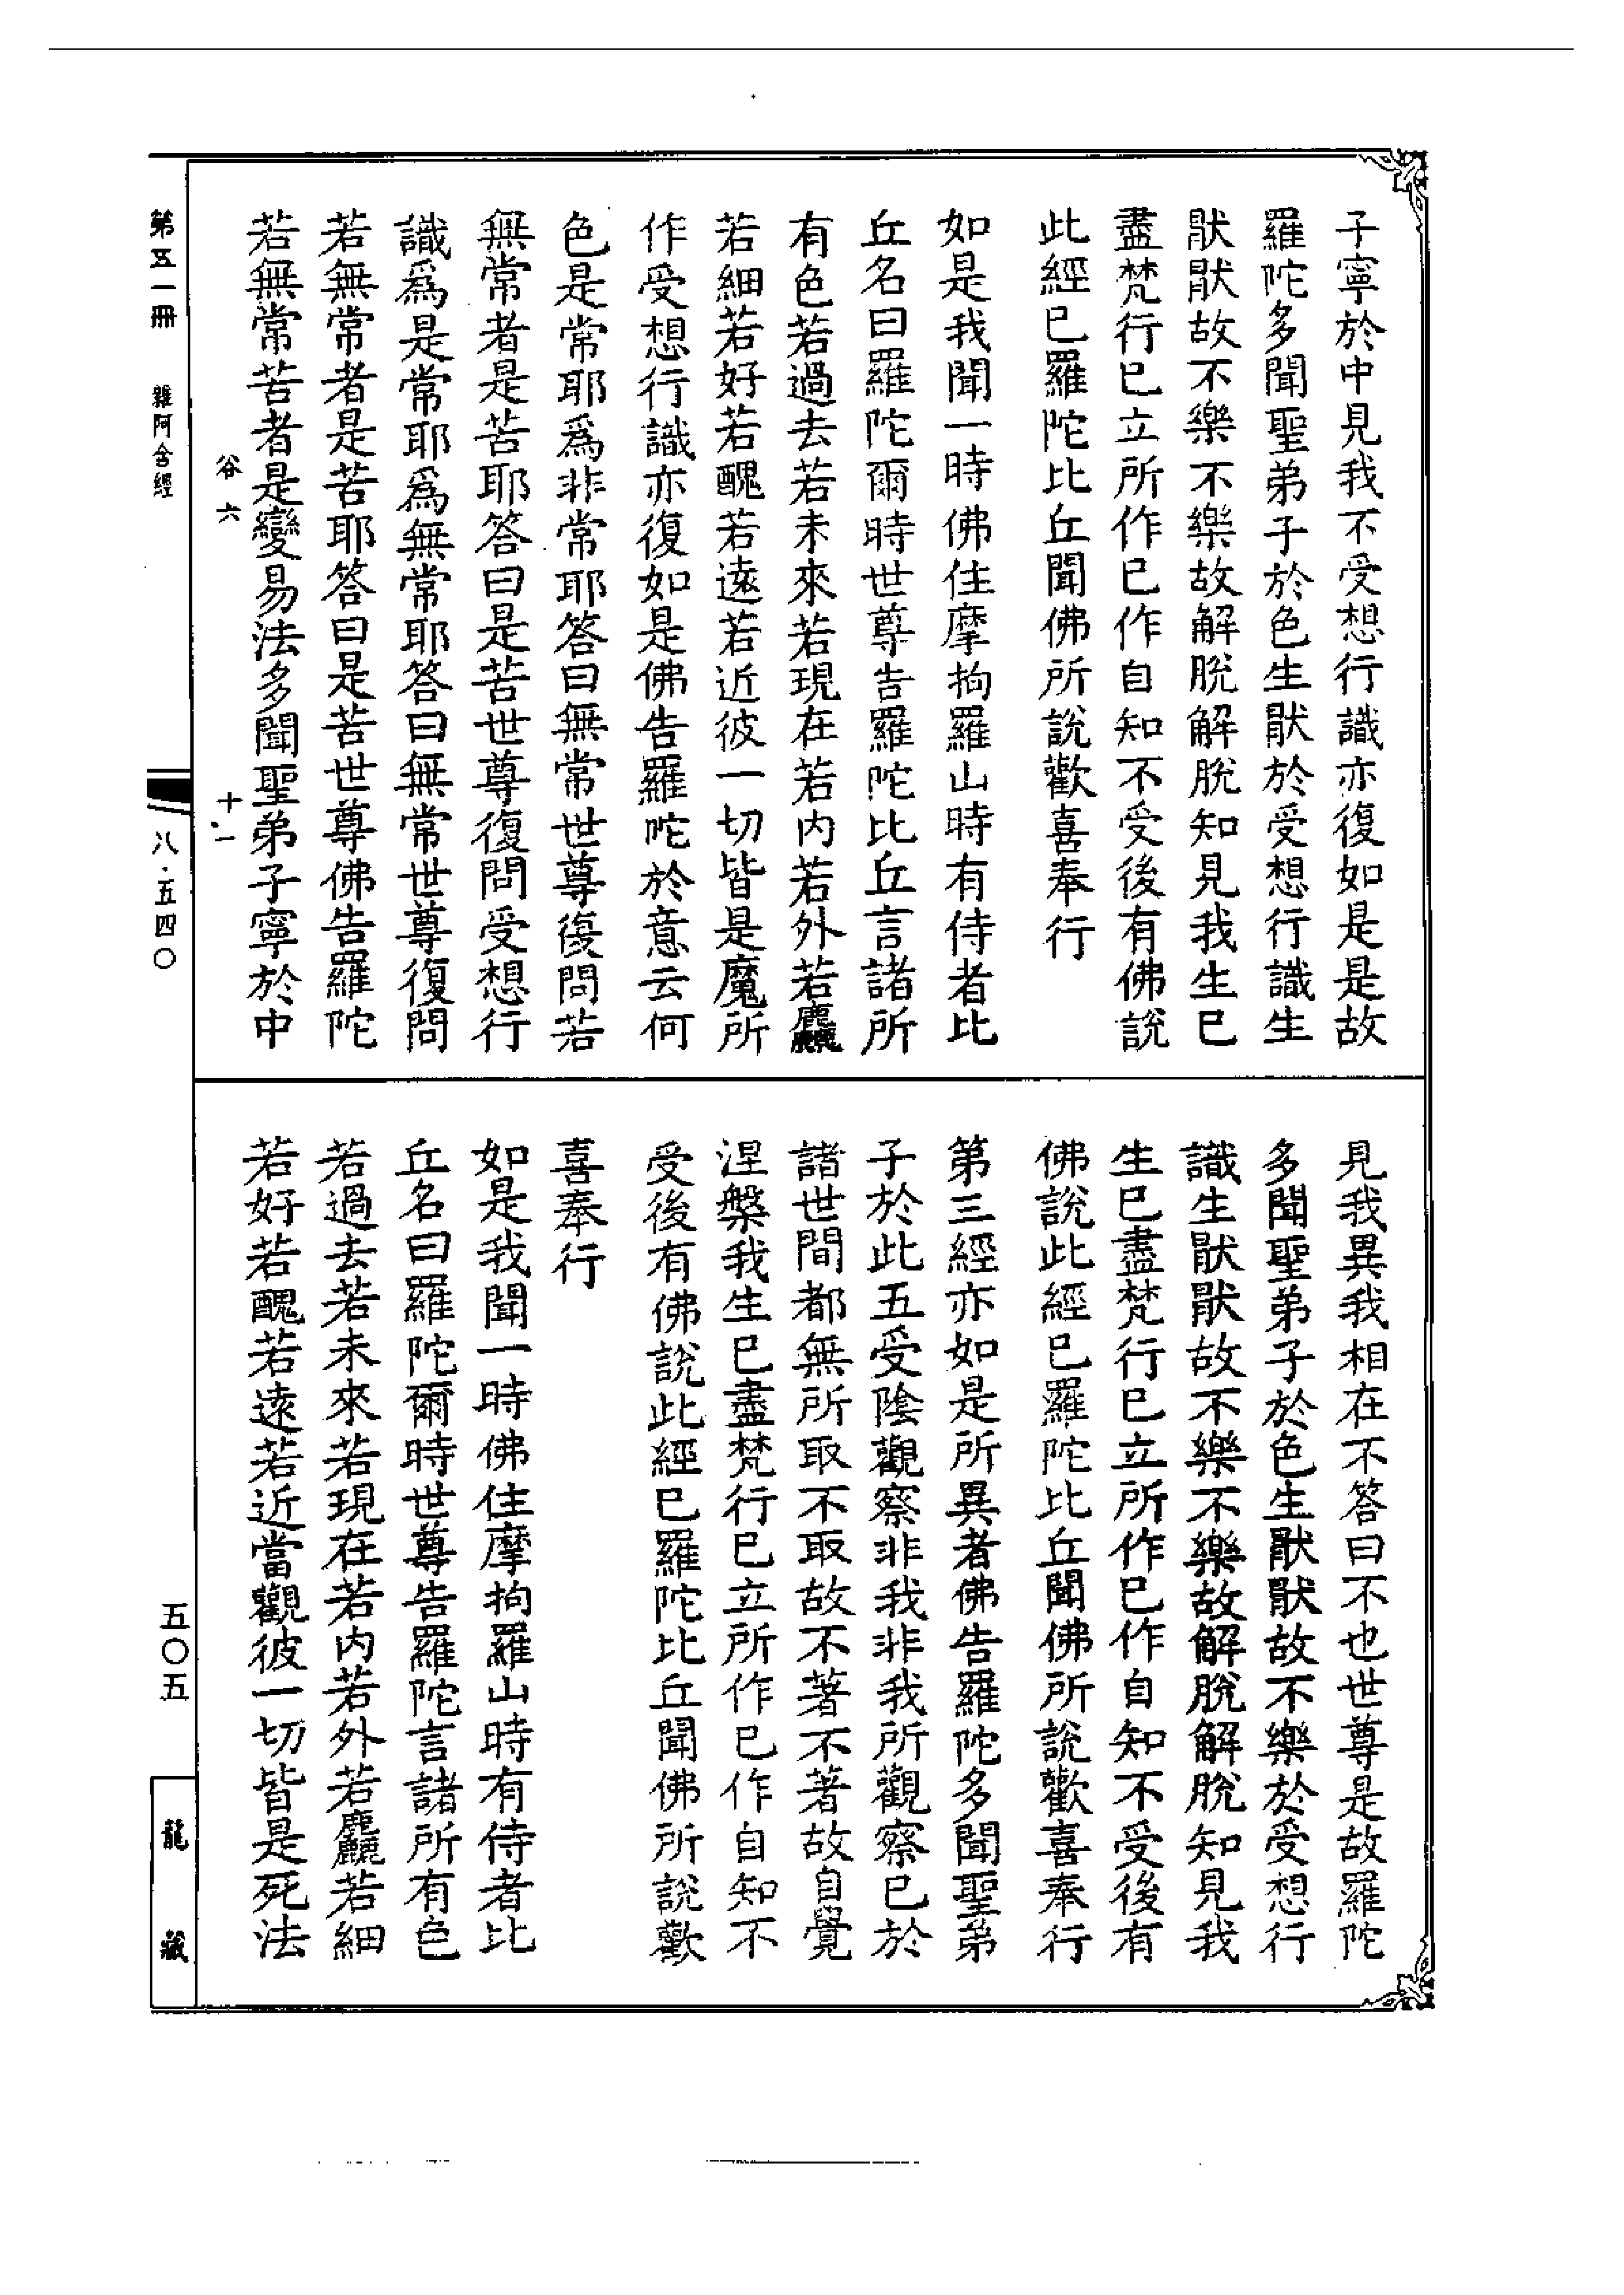 子寧於中見我不受想行識亦復如是是故
羅陀多聞聖弟子於色生猒於受想行識生
猒猒故不樂不樂故解脫解脫知見我生已
盡梵行已立所作已作自知不受後有佛說
此經已羅陀比丘聞佛所說歡喜奉行
如是我聞一時佛住摩拘羅山時有侍者比
丘名曰羅陀爾時世尊告羅陀比丘言諸所
有色若過去若未來若現在若内若外若麤
若細若好若醜若遠若近彼一切皆是魔所
作受想行識亦復如是佛告羅陀於意云何
色是常耶爲非常耶答曰無常世尊復問若
無常者是苦耶答曰是苦世尊復問受想行
識爲是常耶爲無常耶答曰無常世尊復問
若無常者是苦耶答曰是苦世尊佛告羅陀
若無常苦者是變易法多聞聖弟子寧於中
見我異我相在不答曰不也世尊是故羅陀
多聞聖弟子於色生猒猒故不樂於受想行
識生猒猒故不樂不樂故解脫解脫知見我
生已盡梵行已立所作已作自知不受後有
佛說此經已羅陀比丘聞佛所說歡喜奉行
第三經亦如是所異者佛告羅陀多聞聖弟
子於此五受陰觀察非我非我所觀察已於
諸世間都無所取不取故不著不著故自覺
涅槃我生已盡梵行已立所作已作自知不
受後有佛說此經已羅陀比丘聞佛所說歡
喜奉行
如是我聞一時佛住摩拘羅山時有侍者比
丘名曰羅陀爾時世尊告羅陀言諸所有色
若過去若未來若現在若内若外若麤若細
若好若醜若遠若近當觀彼一切皆是死法
谷六 十一
第五一冊 雜阿含經
八·五四〇
五〇五
龍藏